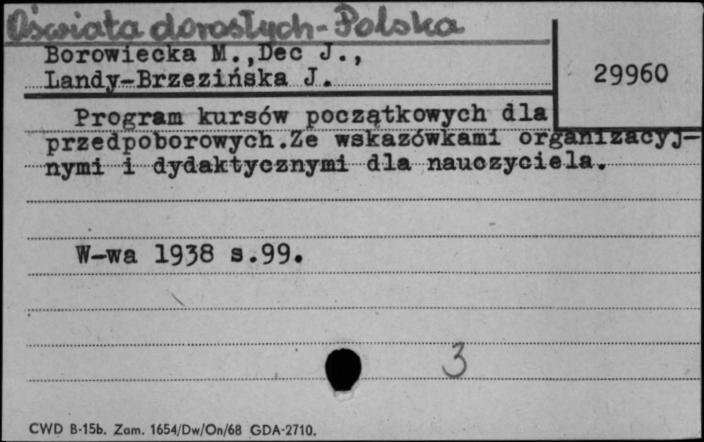 Oświata dorosłych-Polska
Borowiecka M.,Dec J.,
Landy-Brzezińska J.
29960
Program kursów początkowych dla
przedpoborowych.Ze wskazówkami organizacyj-
nymi i dydaktycznymi dla nauczyciela.
W-wa 1938 s.99.
3
CWD B-15b. Zam. 1654/Dw/On/68 GDA-2710.